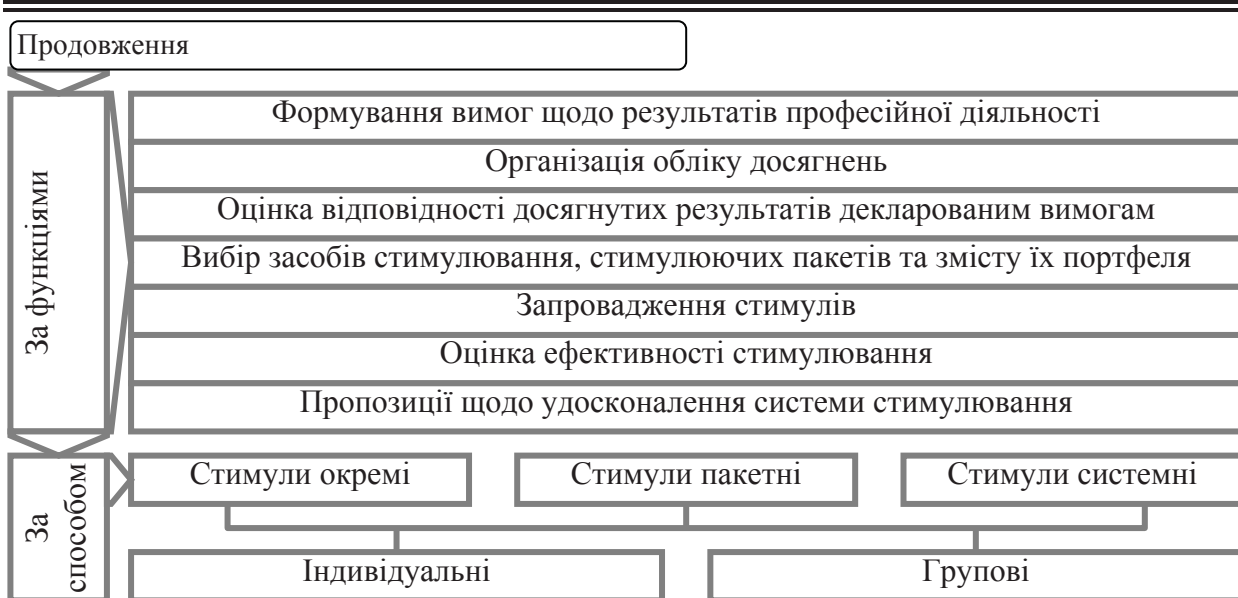 Продовження
За функціями
Формування вимог щодо результатів професійної діяльності
Організація обліку досягнень
Оцінка відповідності досягнутих результатів декларованим вимогам
Вибір засобів стимулювання, стимулюючих пакетів та змісту їх портфеля
Запровадження стимулів
Оцінка ефективності стимулювання
Пропозиції щодо удосконалення системи стимулювання
За
способом
Стимули окремі
Стимули пакетні
Стимули системні
Індивідуальні
Групові